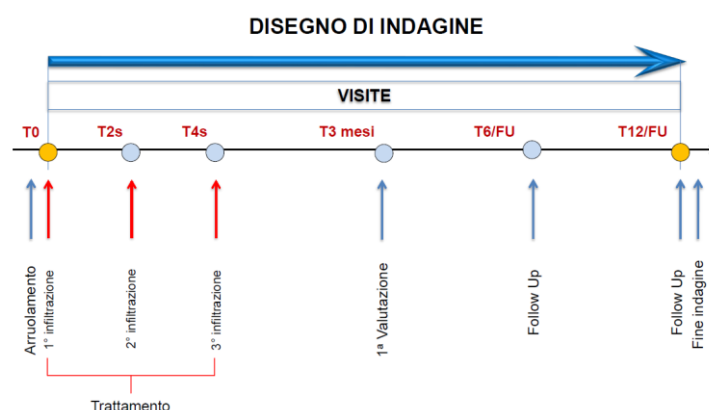 DISEGNO DI INDAGINE
VISITE
T0
T2s
T4s
T3 mesi
T6/FU
T12/FU
Arruolamento
1° infiltrazione
2° infiltrazione
3° infiltrazione
1ª Valutazione
Follow Up
Follow Up
Fine indagine
Trattamento